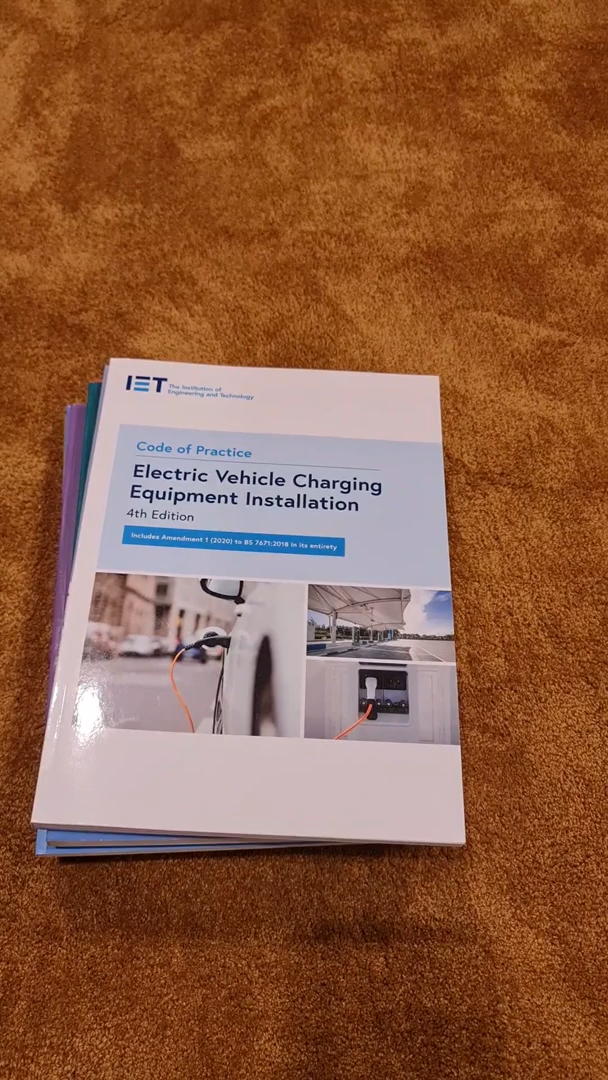 IET
The Institution of
Engineering and Technology
Code of Practice
Electric Vehicle Charging
Equipment Installation
4th Edition
Includes Amendment 1 (2020) to BS 7671:2018 in its entirety